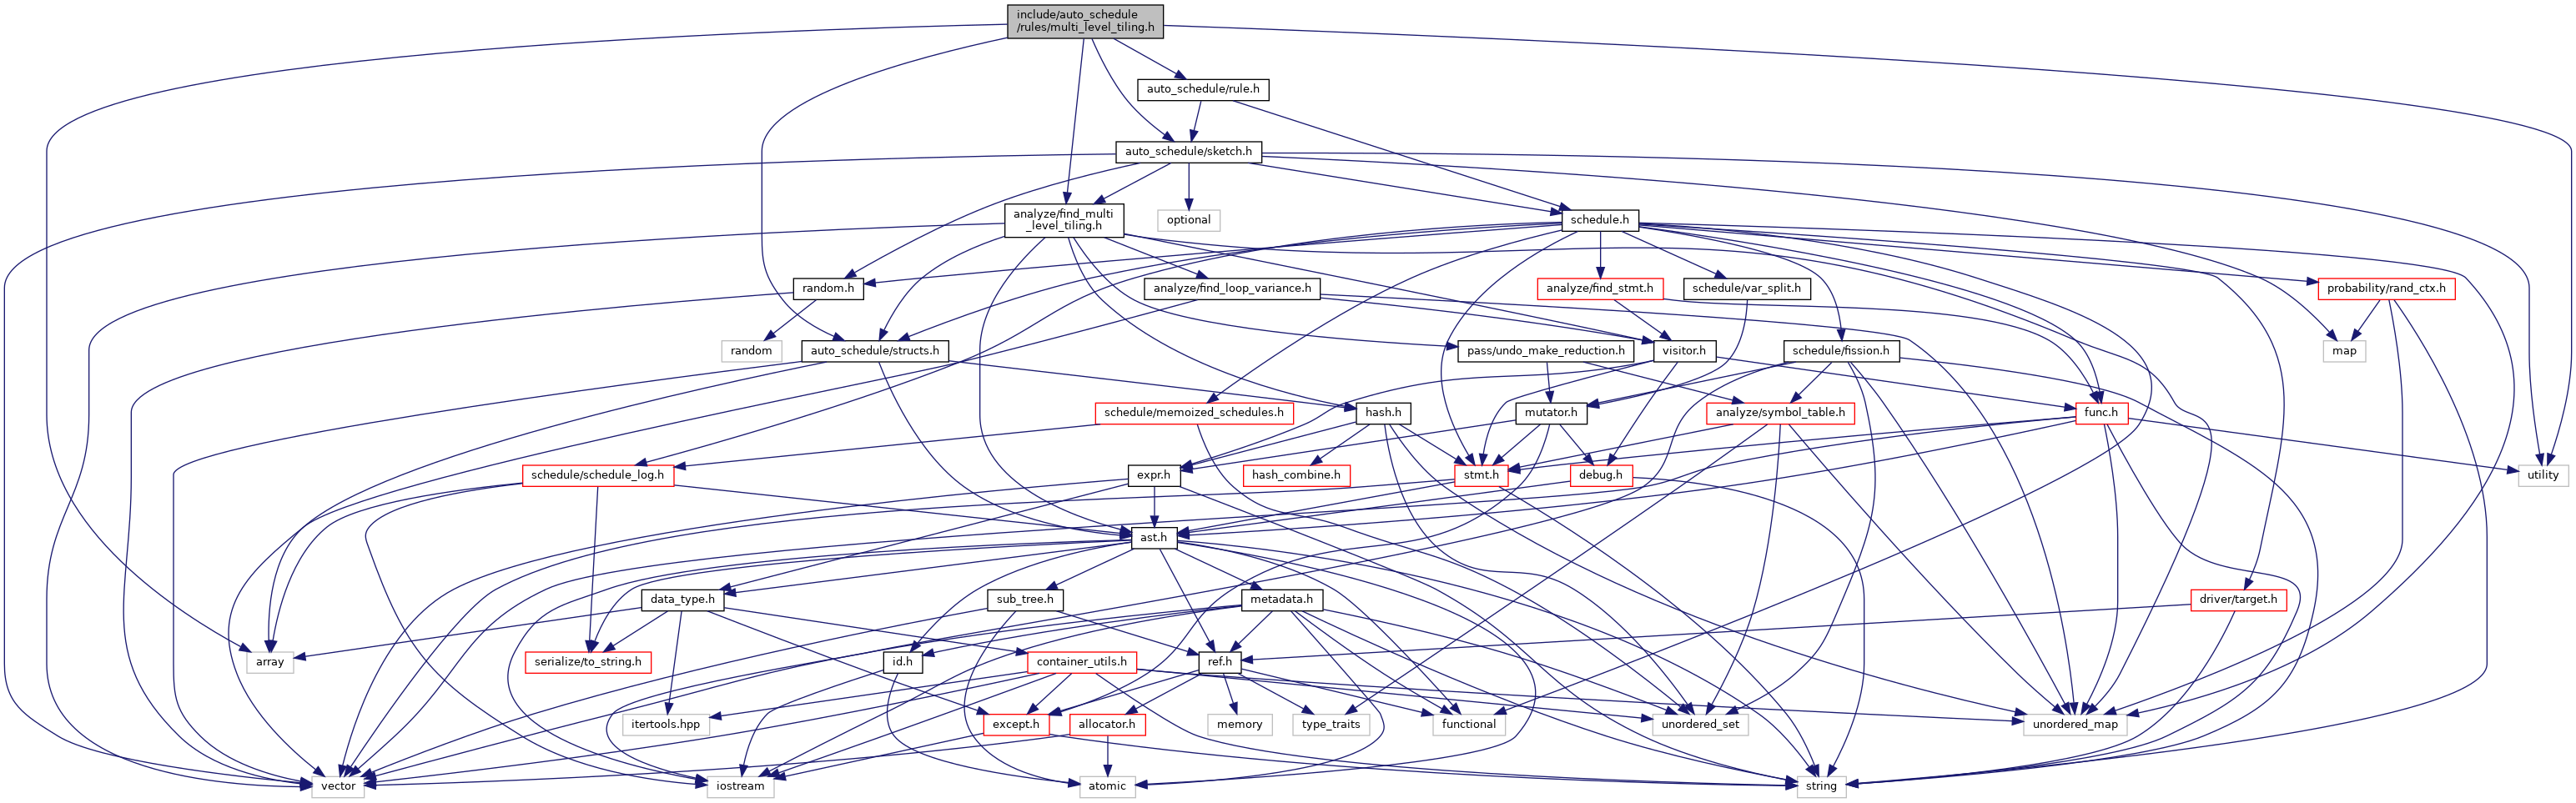 include/auto_schedule
/rules/multi_level_tiling.h
auto_schedule/rule.h
auto_schedule/sketch.h
analyze/find_multi
_level_tiling.h
optional
schedule.h
random.h
analyze/find_loop_variance.h
analyze/find_stmt.h
schedule/var_split.h
probability/rand_ctx.h
random
auto_schedule/structs.h
pass/undo_make_reduction.h
visitor.h
schedule/fission.h
map
schedule/memoized_schedules.h
hash.h
mutator.h
analyze/symbol_table.h
func.h
schedule/schedule_log.h
expr.h
hash_combine.h
stmt.h
debug.h
utility
ast.h
data_type.h
sub_tree.h
metadata.h
driver/target.h
array
serialize/to_string.h
id.h
container_utils.h
ref.h
itertools.hpp
except.h
allocator.h
memory
type_traits
functional
unordered_set
unordered_map
vector
iostream
atomic
string